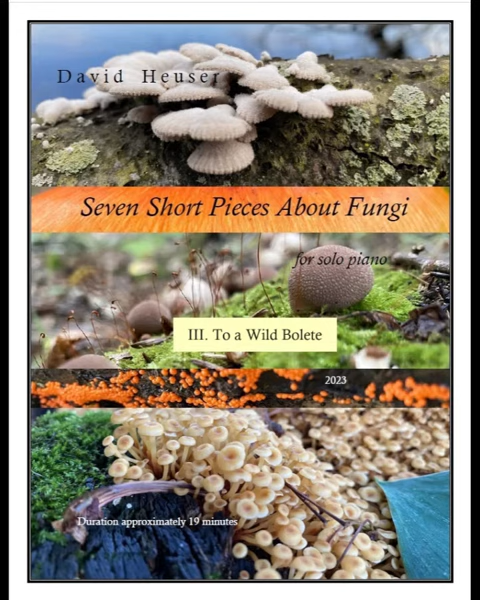 David Heuser
Seven Short Pieces About Fungi
for solo piano
III. To a Wild Bolete
2023
Duration approximately 19 minutes